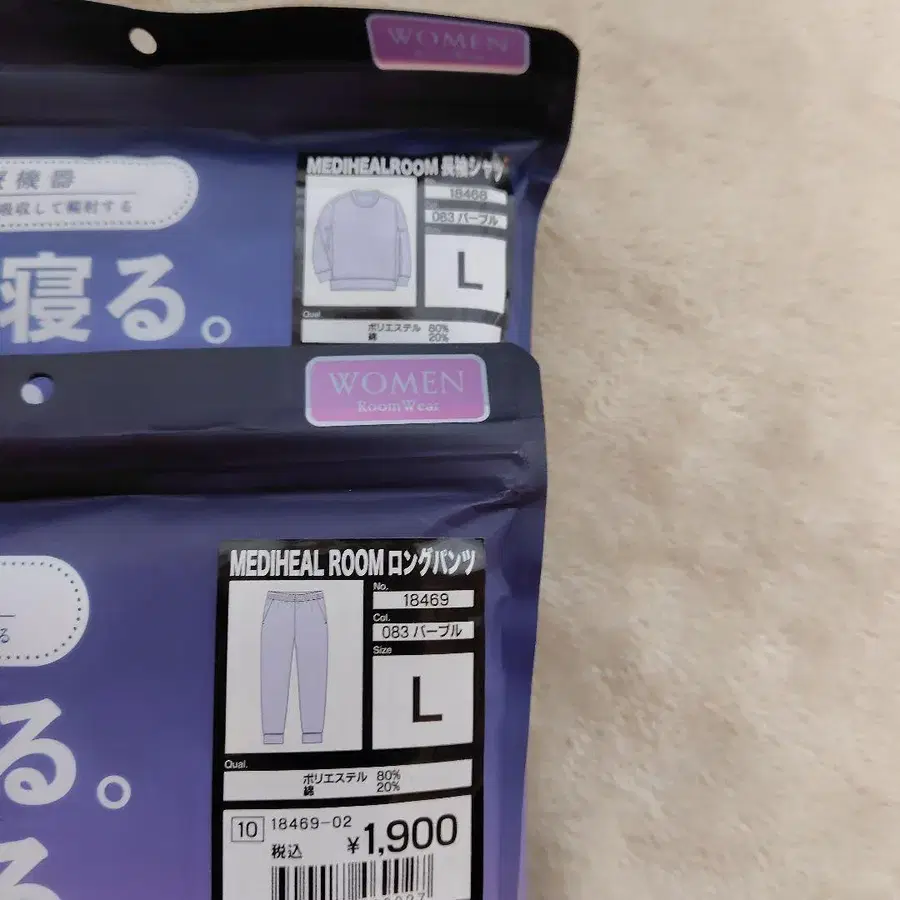 WOMEN
機器
吸収して輻射する
寝る。
MEDIHEALROOM 長袖シャツ
18468
083 パープル
L
Qual.
ポリエステル 80%
綿 20%
WOMEN
RoomWear
る
る。
MEDIHEAL ROOM ロングパンツ
No.
18469
Col.
083 パープル
Size
L
Qual.
ポリエステル 80%
綿 20%
10 18469-02
税込 ¥1,900